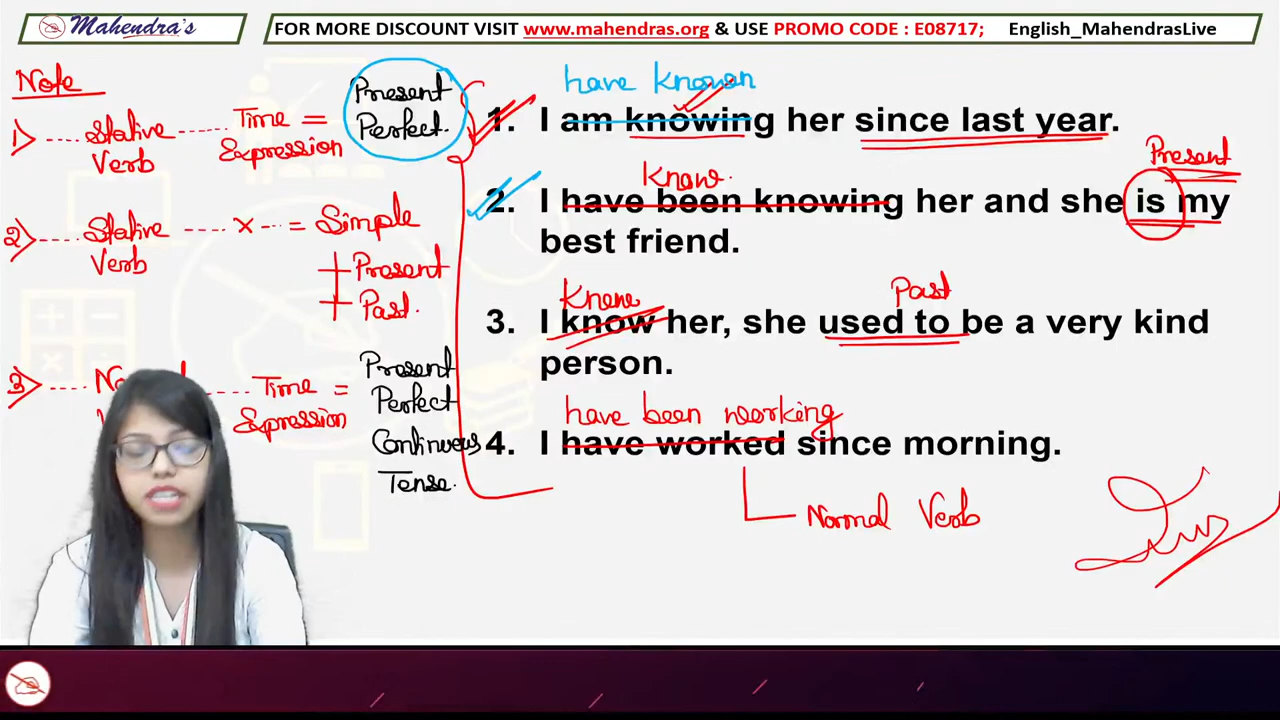 Mahendra's
FOR MORE DISCOUNT VISIT www.mahendras.org & USE PROMO CODE : E08717; English_MahendrasLive
Note
1) .... Stative Verb ..... Time Expression = Present Perfect.
2) .... Stative Verb .... × ... = Simple
Present
Past.
3) .... Time Expression = Present Perfect Continuous Tense.
have known
1. I am knowing her since last year.
Present
Know.
2. I have been knowing her and she is my
best friend.
Knew
Past
3. I know her, she used to be a very kind
person.
have been working
4. I have worked since morning.
Normal Verb